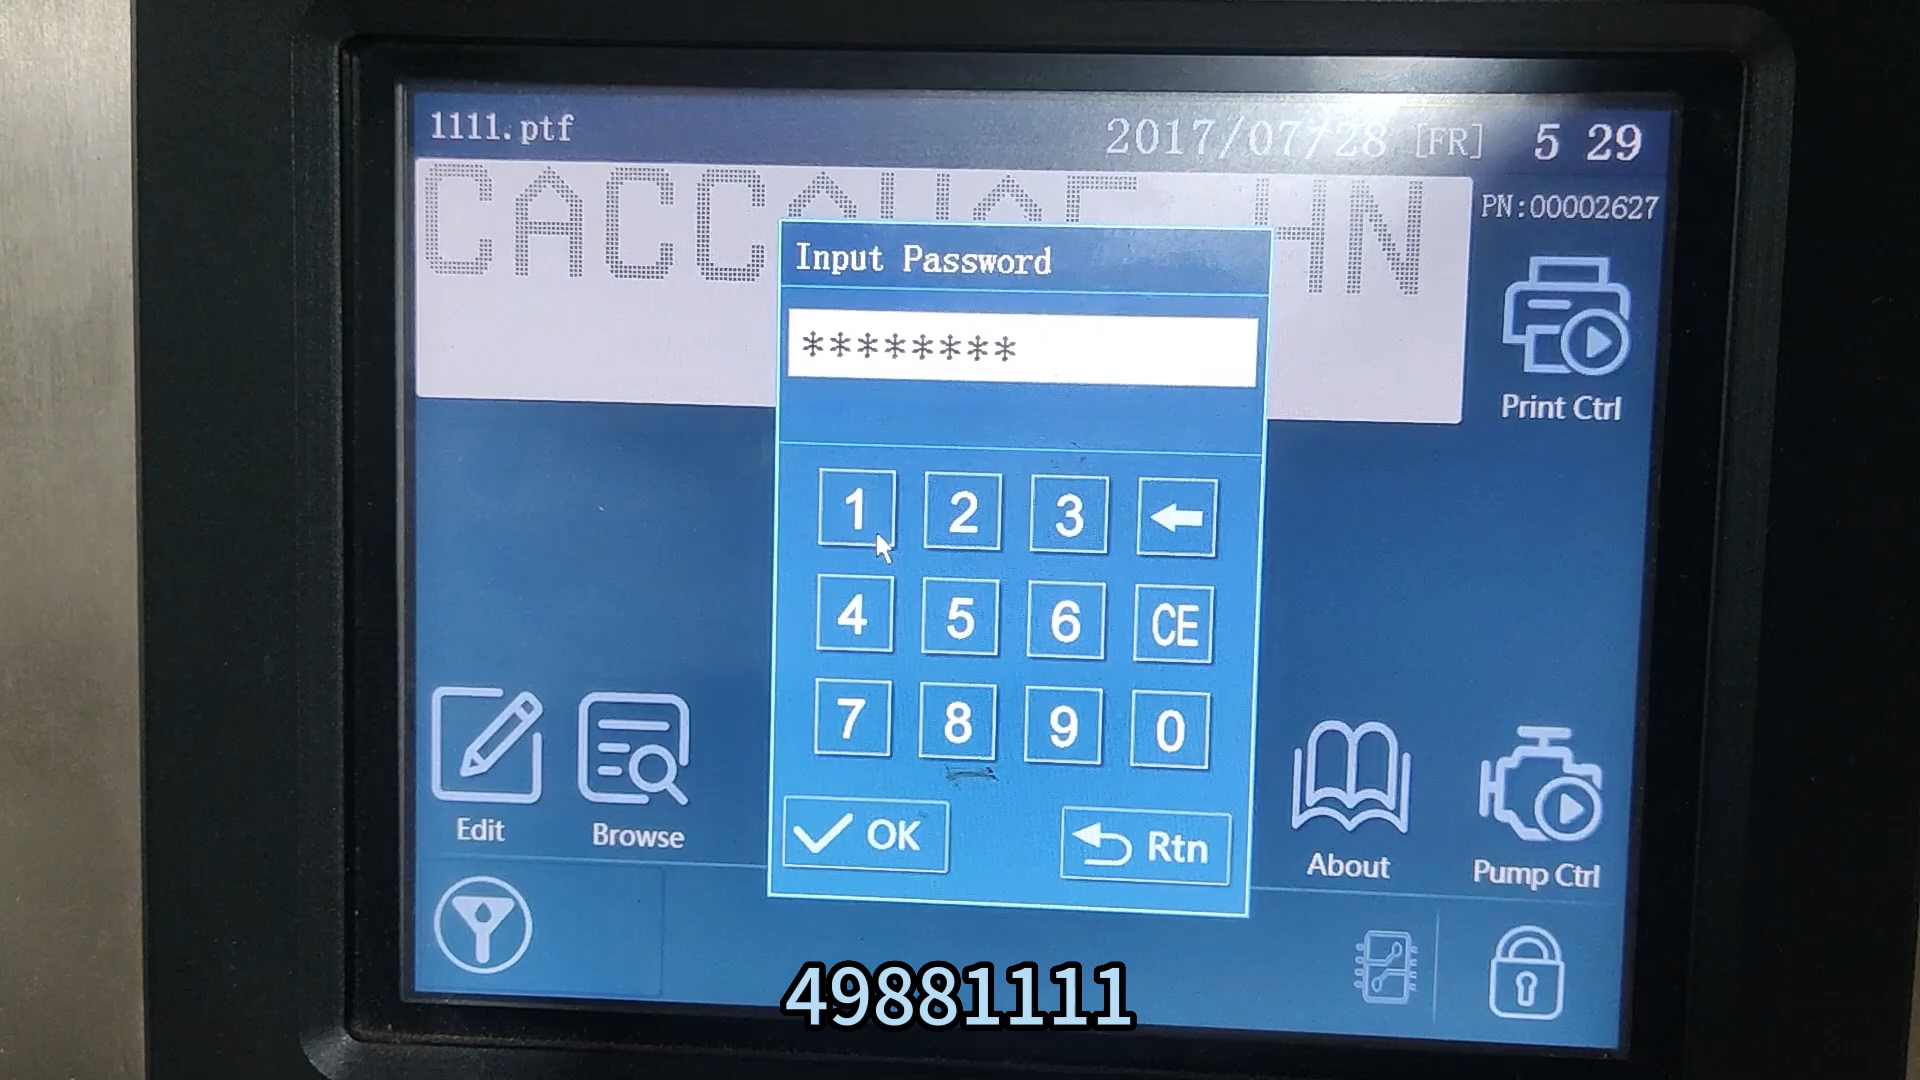 1111.ptf
2017/07/28 [FR] 5 29
PN:00002627
Input Password
********
Print Ctrl
1 2 3
4 5 6 CE
7 8 9 0
OK Rtn
Edit
Browse
About
Pump Ctrl
49881111